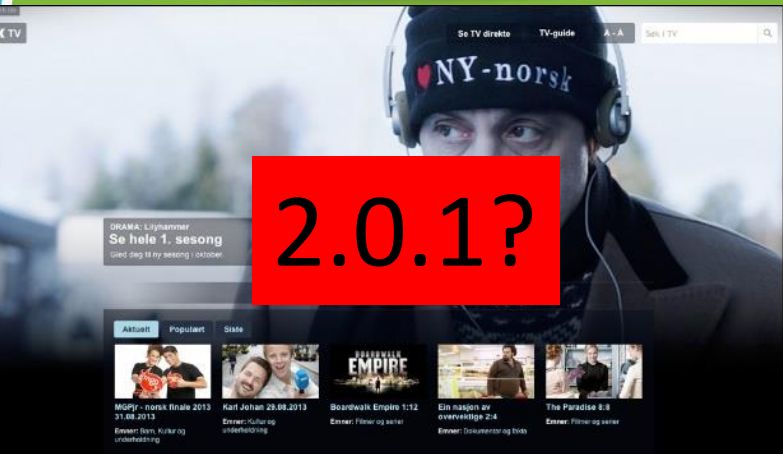 TV
Se TV direkte
TV-guide
A - Å
Søk i TV
NY-norsk
DRAMA: Lilyhammer
Se hele 1. sesong
Gled deg til ny sesong i oktober.
2.0.1?
Aktuelt
Populært
Siste
MGPjr - norsk finale 2013
31.08.2013
Emner: Barn, Kultur og
underholdning
Karl Johan 29.08.2013
Emner: Kultur og
underholdning
BOARDWALK
EMPIRE
Boardwalk Empire 1:12
Emner: Filmer og serier
Ein nasjon av
overvektige 2:4
Emner: Dokumentar og fakta
The Paradise 8:8
Emner: Filmer og serier